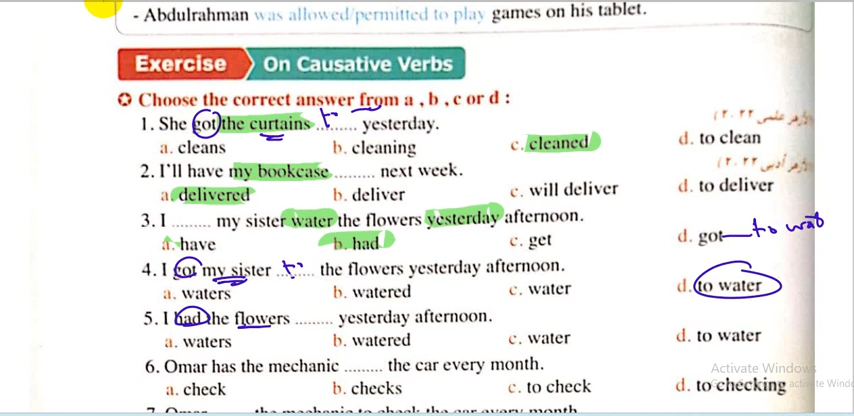 - Abdulrahman was allowed/permitted to play games on his tablet.
Exercise On Causative Verbs
✪ Choose the correct answer from a , b , c or d :
1. She got the curtains to ......... yesterday.
a. cleans b. cleaning c. cleaned d. to clean
2. I'll have my bookcase ......... next week.
a. delivered b. deliver c. will deliver d. to deliver
3. I ......... my sister water the flowers yesterday afternoon.
a. have b. had c. get d. got to wat
4. I got my sister ......... the flowers yesterday afternoon.
a. waters b. watered c. water d. to water
5. I had the flowers ......... yesterday afternoon.
a. waters b. watered c. water d. to water
6. Omar has the mechanic ......... the car every month.
a. check b. checks c. to check d. to checking
Activate Windows